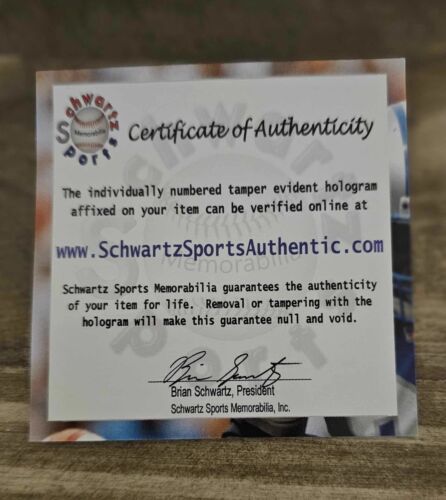 Schwartz
Sports
Memorabilia
Certificate of Authenticity
The individually numbered tamper evident hologram
affixed on your item can be verified online at
www.SchwartzSportsAuthentic.com
Schwartz Sports Memorabilia guarantees the authenticity
of your item for life. Removal or tampering with the
hologram will make this guarantee null and void.
Brian Schwartz, President
Schwartz Sports Memorabilia, Inc.